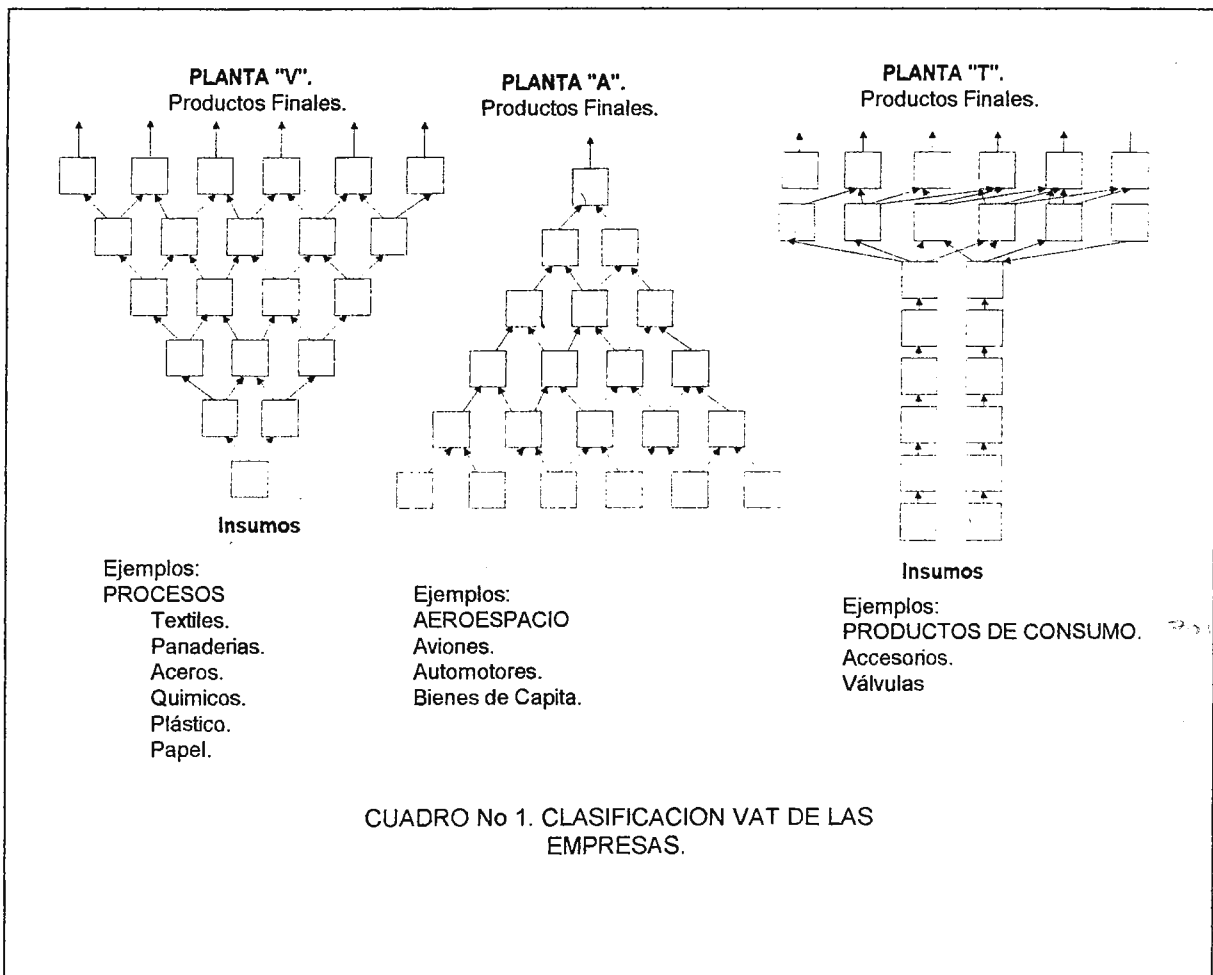 PLANTA "V".
Productos Finales.
Insumos
Ejemplos:
PROCESOS
Textiles.
Panaderias.
Aceros.
Quimicos.
Plástico.
Papel.
PLANTA "A".
Productos Finales.
Ejemplos:
AEROESPACIO
Aviones.
Automotores.
Bienes de Capita.
PLANTA "T".
Productos Finales.
Insumos
Ejemplos:
PRODUCTOS DE CONSUMO.
Accesorios.
Válvulas
CUADRO No 1. CLASIFICACION VAT DE LAS
EMPRESAS.